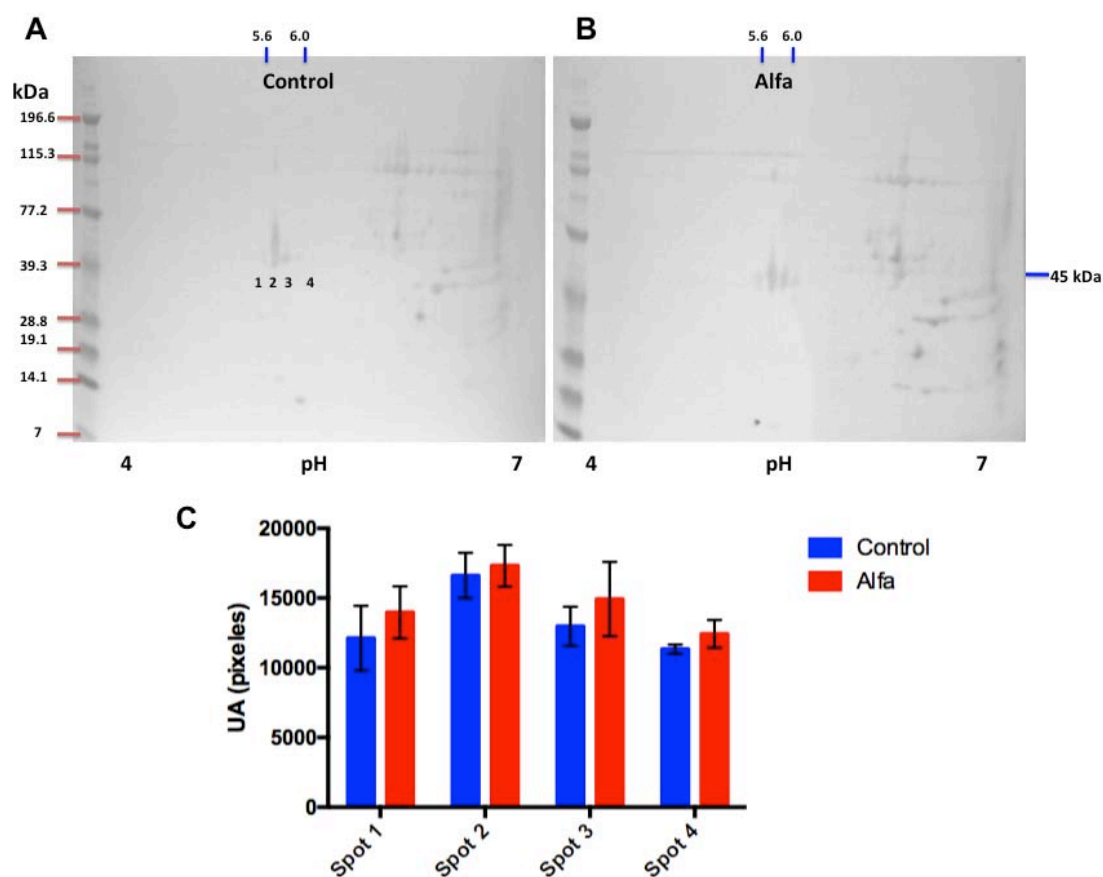 A
B
5.6 6.0
5.6 6.0
Control
Alfa
kDa
196.6
115.3
77.2
39.3
28.8
19.1
14.1
7
1 2 3 4
45 kDa
4 pH 7
4 pH 7
C
UA (pixeles)
20000
15000
10000
5000
0
Spot 1
Spot 2
Spot 3
Spot 4
Control
Alfa